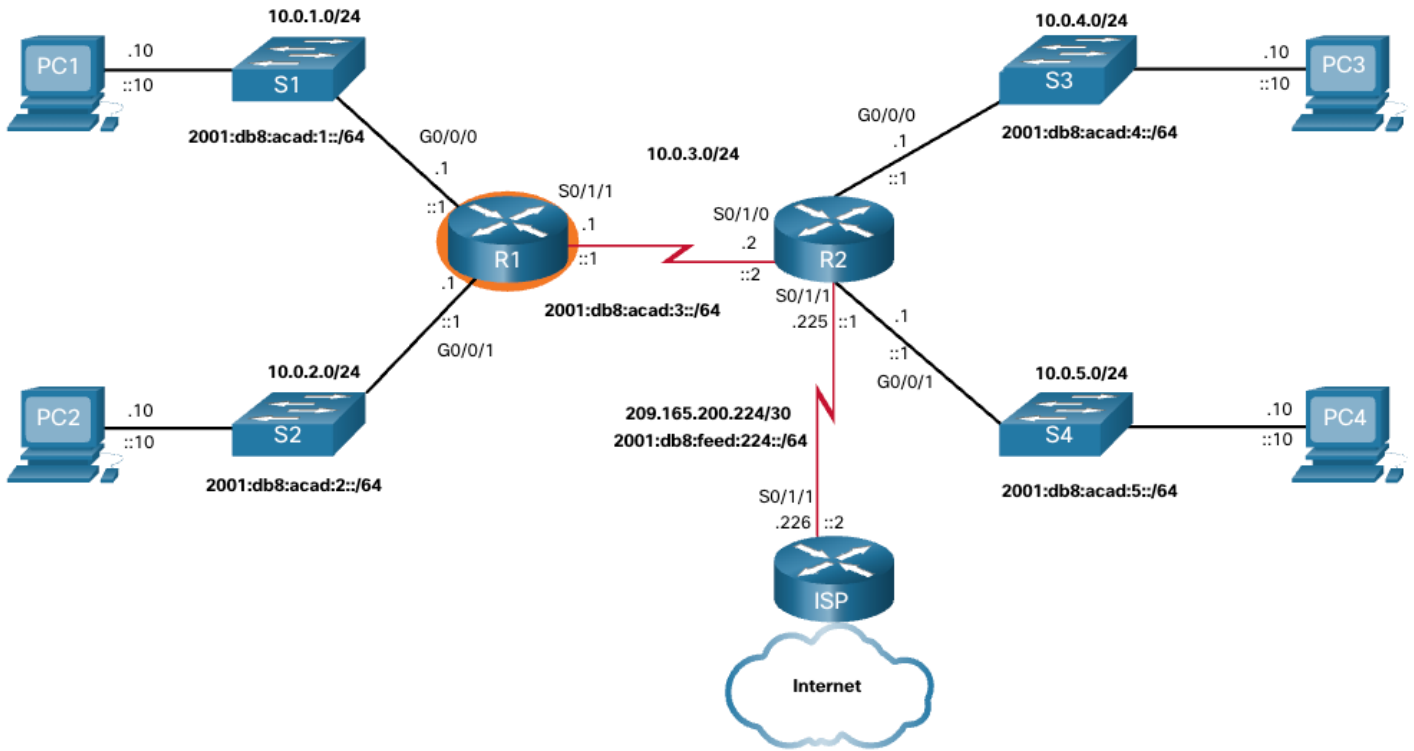 10.0.1.0/24
10.0.4.0/24
PC1
.10
::10
S1
S3
.10
::10
PC3
2001:db8:acad:1::/64
G0/0/0
.1
::1
10.0.3.0/24
G0/0/0
.1
::1
2001:db8:acad:4::/64
S0/1/1
.1
::1
R1
S0/1/0
.2
::2
R2
.1
::1
G0/0/1
2001:db8:acad:3::/64
S0/1/1
.225
::1
.1
::1
G0/0/1
10.0.2.0/24
10.0.5.0/24
PC2
.10
::10
S2
2001:db8:acad:2::/64
209.165.200.224/30
2001:db8:feed:224::/64
S4
.10
::10
PC4
2001:db8:acad:5::/64
S0/1/1
.226
::2
ISP
Internet